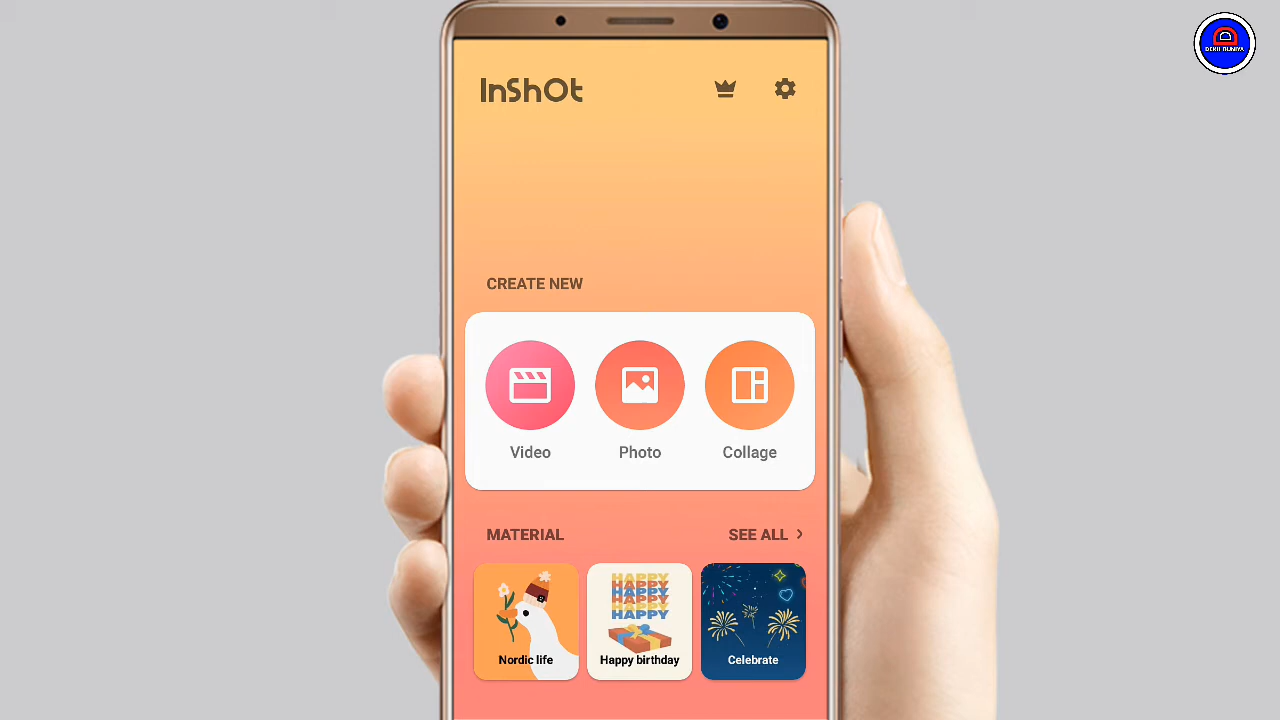 InShOt
CREATE NEW
Video
Photo
Collage
MATERIAL
SEE ALL >
Nordic life
HAPPY
HAPPY
HAPPY
HAPPY
HAPPY
HAPPY
Happy birthday
Celebrate